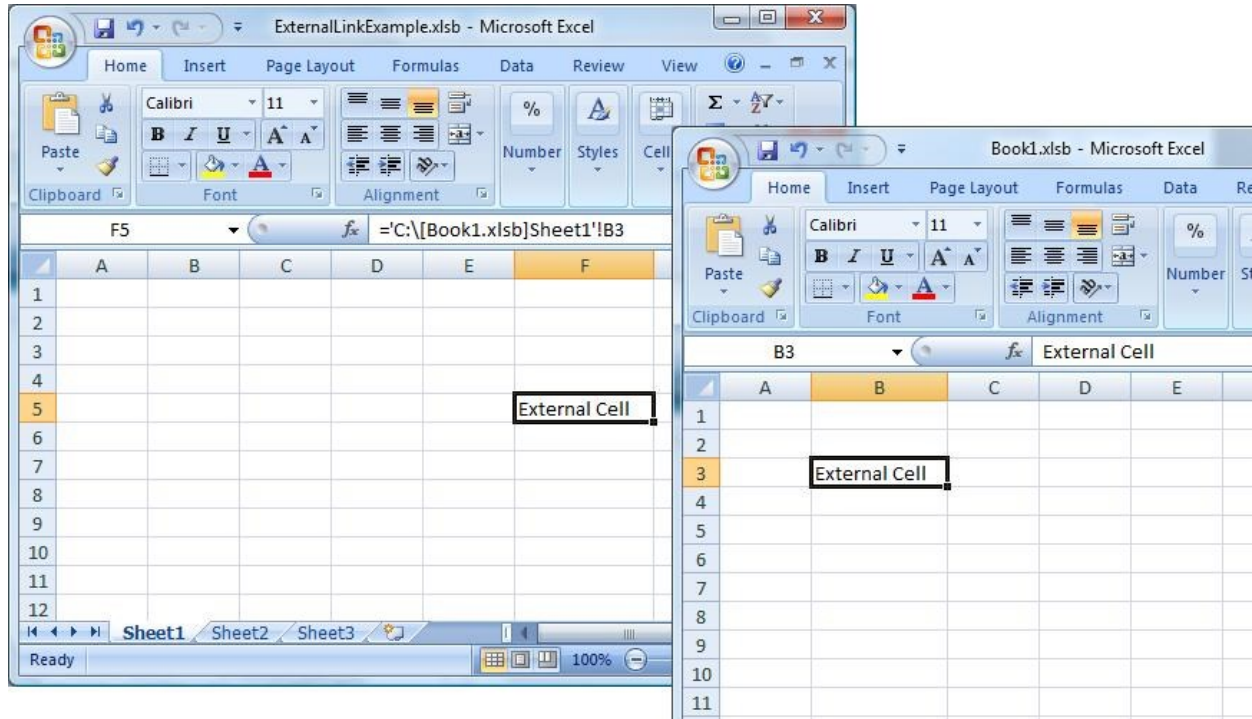 ExternalLinkExample.xlsb - Microsoft Excel
Home Insert Page Layout Formulas Data Review View
Calibri 11
B I U A A
Paste Number Styles Cell
Clipboard Font Alignment
F5 fx ='C:\[Book1.xlsb]Sheet1'!B3
A B C D E F
1
2
3
4
5 External Cell
6
7
8
9
10
11
12
Sheet1 Sheet2 Sheet3
Ready 100%
Book1.xlsb - Microsoft Excel
Home Insert Page Layout Formulas Data Re
Calibri 11
B I U A A
Paste % Number St
Clipboard Font Alignment
B3 fx External Cell
A B C D E
1
2
3 External Cell
4
5
6
7
8
9
10
11